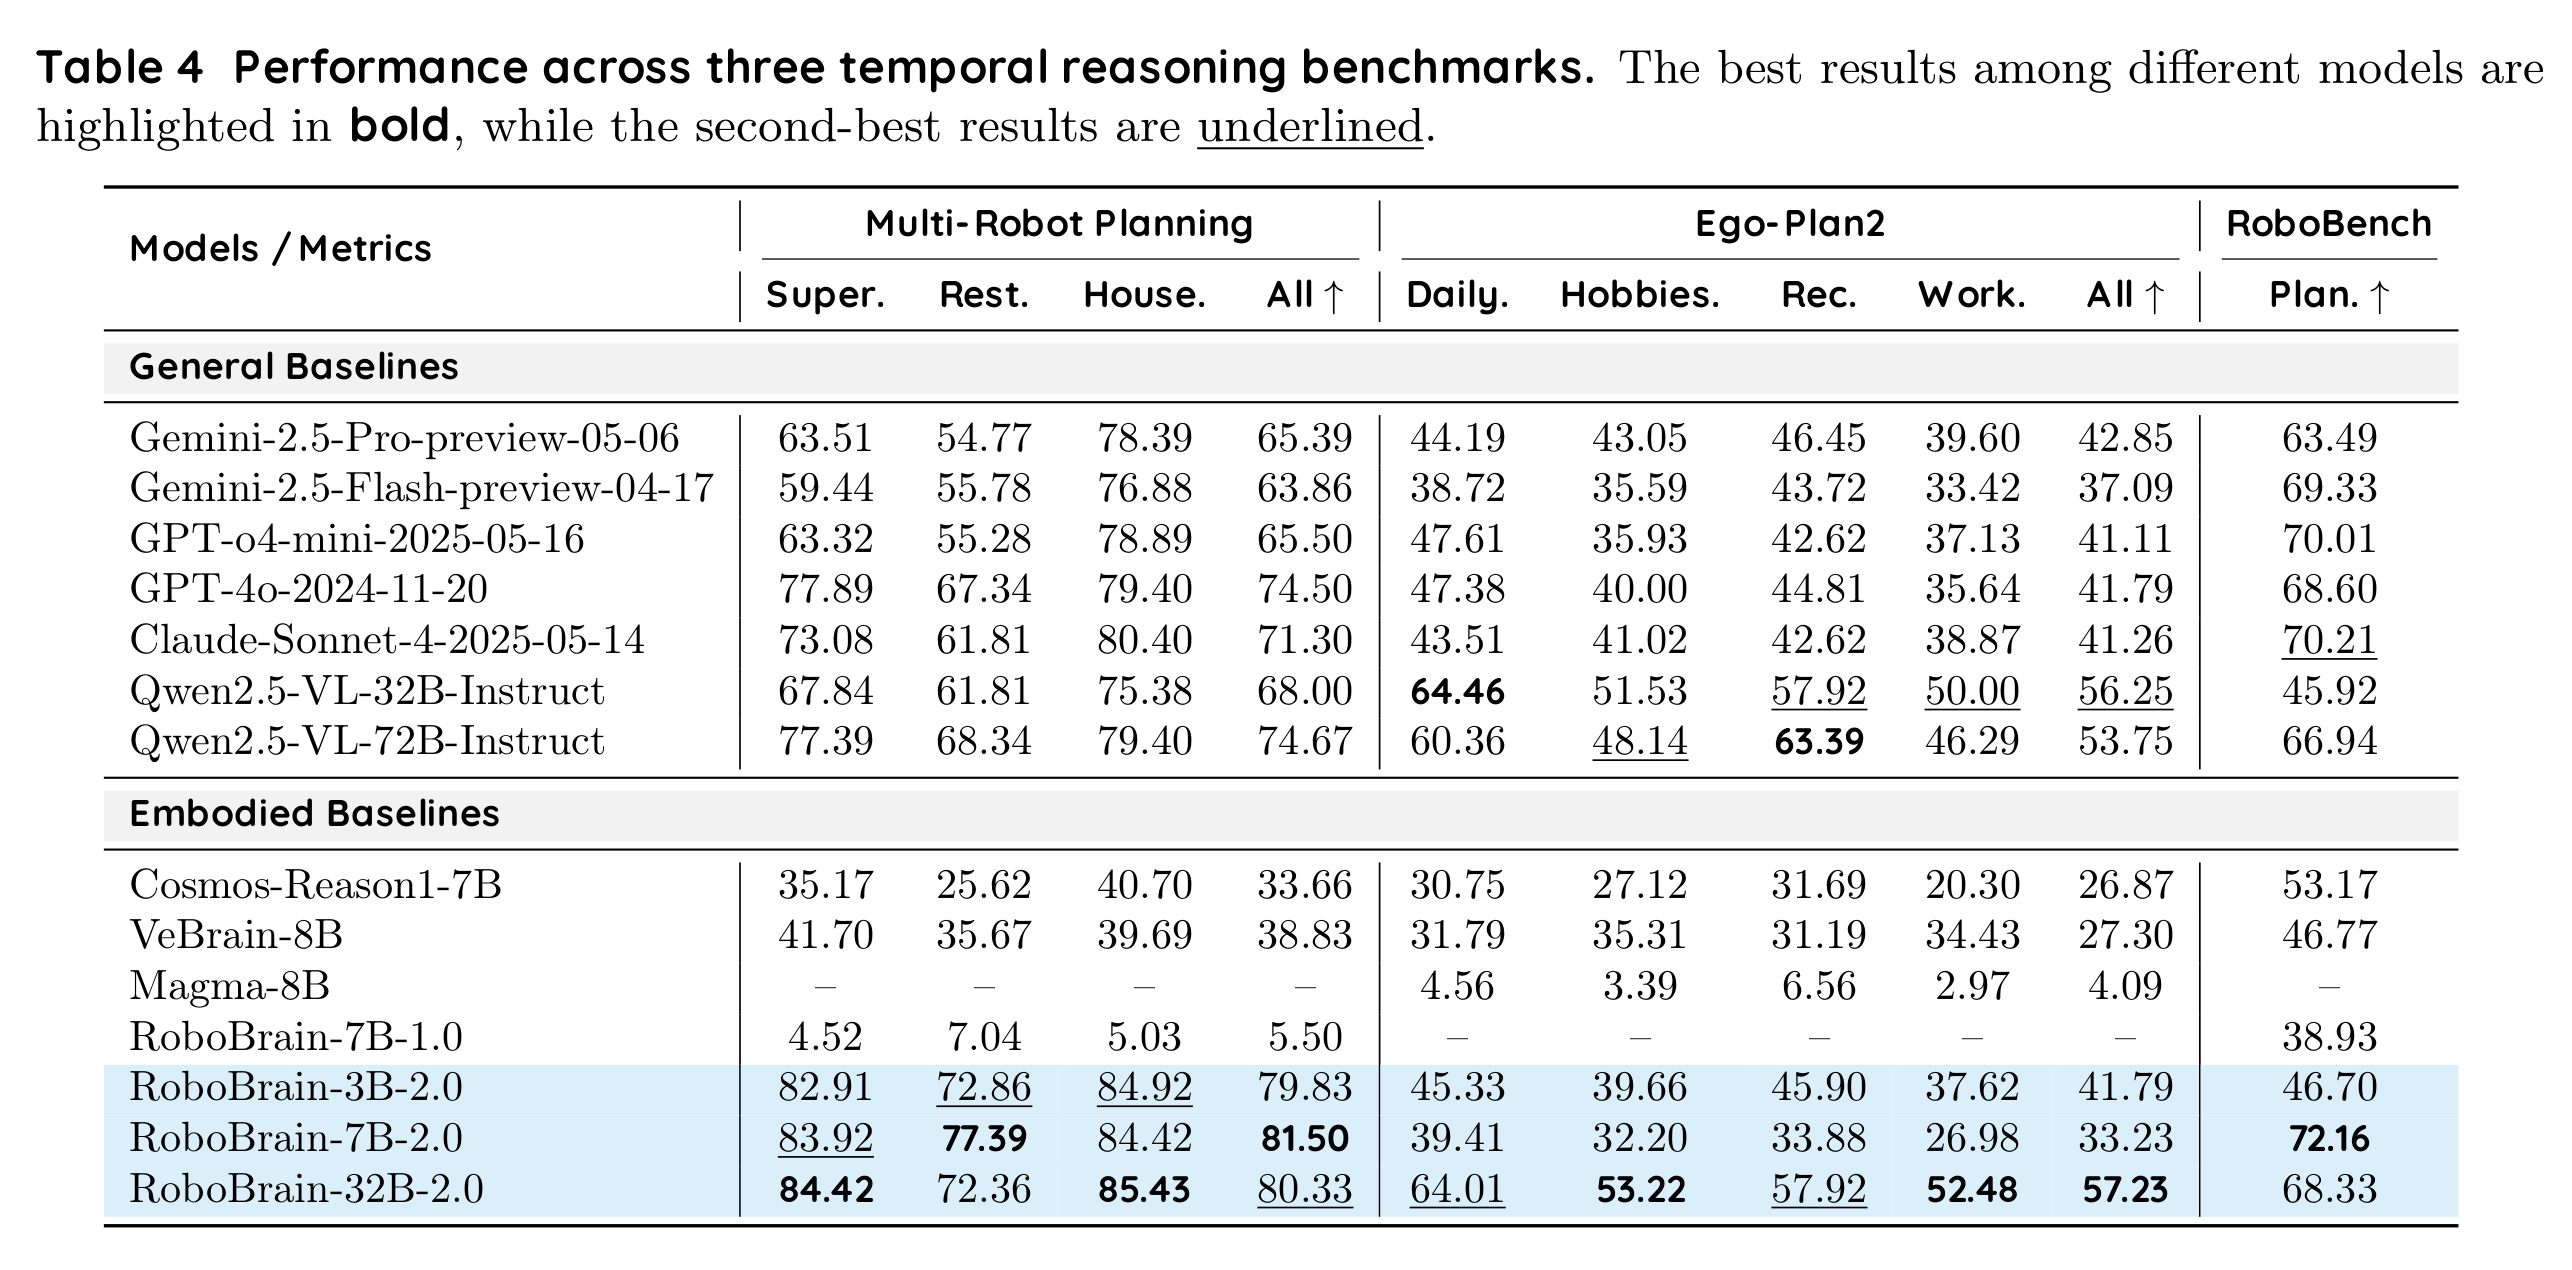 Table 4 Performance across three temporal reasoning benchmarks. The best results among different models are
highlighted in bold, while the second-best results are underlined.
Models / Metrics Multi-Robot Planning Ego-Plan2 RoboBench
Super. Rest. House. All ↑ Daily. Hobbies. Rec. Work. All ↑ Plan. ↑
General Baselines
Gemini-2.5-Pro-preview-05-06 63.51 54.77 78.39 65.39 44.19 43.05 46.45 39.60 42.85 63.49
Gemini-2.5-Flash-preview-04-17 59.44 55.78 76.88 63.86 38.72 35.59 43.72 33.42 37.09 69.33
GPT-o4-mini-2025-05-16 63.32 55.28 78.89 65.50 47.61 35.93 42.62 37.13 41.11 70.01
GPT-4o-2024-11-20 77.89 67.34 79.40 74.50 47.38 40.00 44.81 35.64 41.79 68.60
Claude-Sonnet-4-2025-05-14 73.08 61.81 80.40 71.30 43.51 41.02 42.62 38.87 41.26 70.21
Qwen2.5-VL-32B-Instruct 67.84 61.81 75.38 68.00 64.46 51.53 57.92 50.00 56.25 45.92
Qwen2.5-VL-72B-Instruct 77.39 68.34 79.40 74.67 60.36 48.14 63.39 46.29 53.75 66.94
Embodied Baselines
Cosmos-Reason1-7B 35.17 25.62 40.70 33.66 30.75 27.12 31.69 20.30 26.87 53.17
VeBrain-8B 41.70 35.67 39.69 38.83 31.79 35.31 31.19 34.43 27.30 46.77
Magma-8B – – – – 4.56 3.39 6.56 2.97 4.09 –
RoboBrain-7B-1.0 4.52 7.04 5.03 5.50 – – – – – 38.93
RoboBrain-3B-2.0 82.91 72.86 84.92 79.83 45.33 39.66 45.90 37.62 41.79 46.70
RoboBrain-7B-2.0 83.92 77.39 84.42 81.50 39.41 32.20 33.88 26.98 33.23 72.16
RoboBrain-32B-2.0 84.42 72.36 85.43 80.33 64.01 53.22 57.92 52.48 57.23 68.33